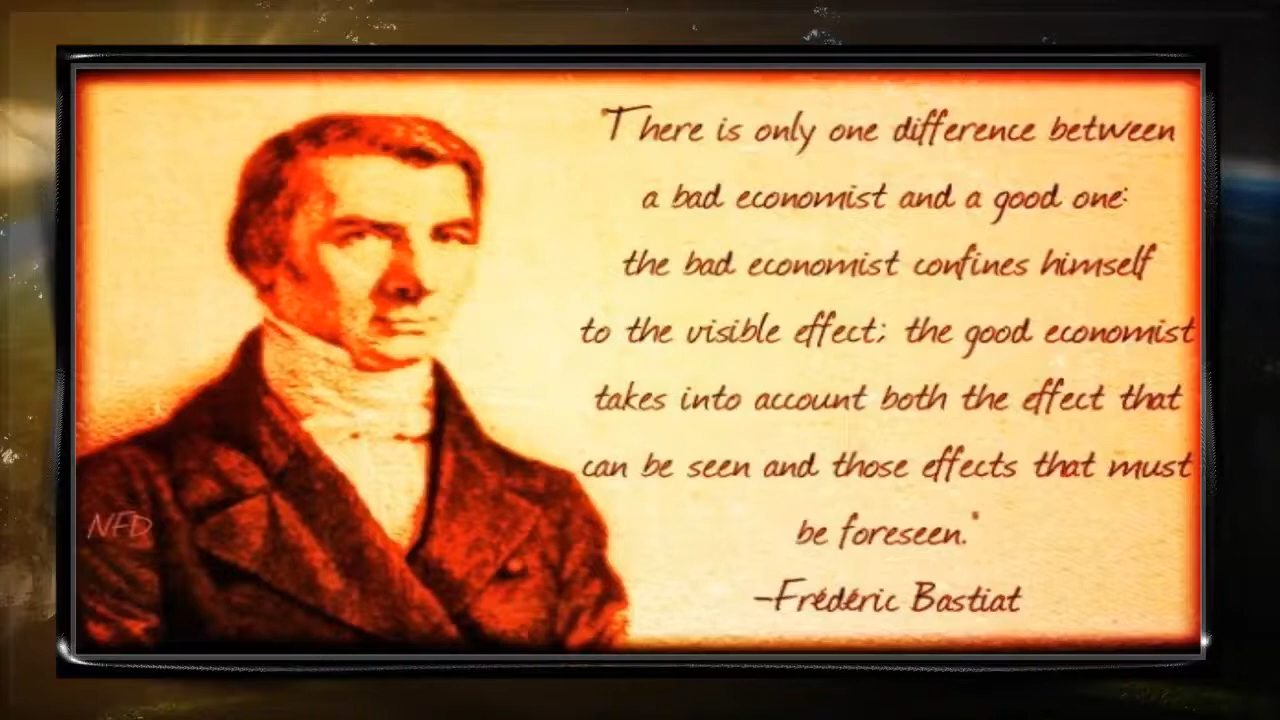 "There is only one difference between
a bad economist and a good one:
the bad economist confines himself
to the visible effect; the good economist
takes into account both the effect that
can be seen and those effects that must
be foreseen."
-Frédéric Bastiat
NFD